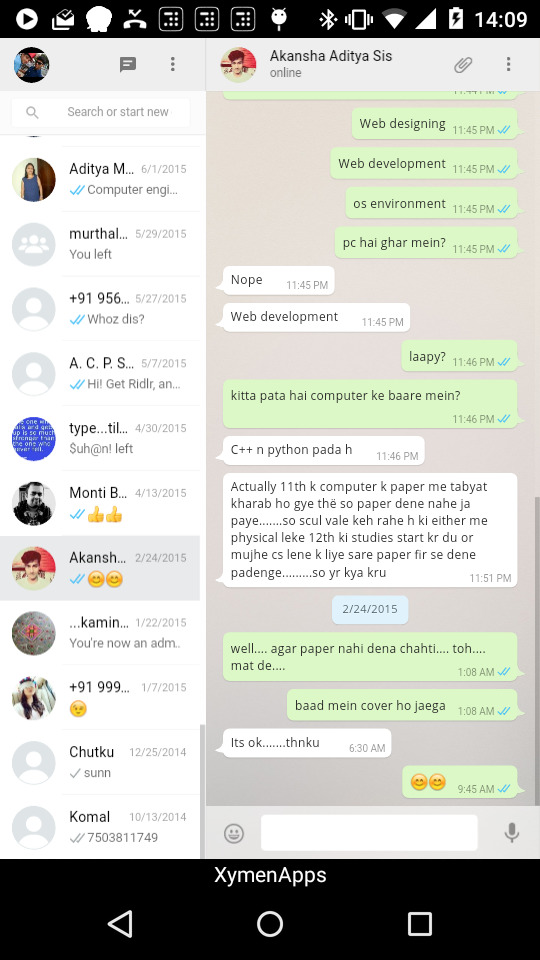 14:09
Akansha Aditya Sis
online
Search or start new
Aditya M... 6/1/2015
Computer engi...
murthal... 5/29/2015
You left
+91 956... 5/27/2015
Whoz dis?
A. C. P. S... 5/7/2015
Hi! Get Ridlr, an...
type...til... 4/30/2015
$uh@n! left
Monti B... 4/13/2015
👍👍
Akansh... 2/24/2015
😊😊
...kamin... 1/22/2015
You're now an adm..
+91 999... 1/7/2015
😉
Chutku 12/25/2014
sunn
Komal 10/13/2014
7503811749
11:44 PM
Web designing 11:45 PM
Web development 11:45 PM
os environment 11:45 PM
pc hai ghar mein? 11:45 PM
Nope 11:45 PM
Web development 11:45 PM
laapy? 11:46 PM
kitta pata hai computer ke baare mein?
11:46 PM
C++ n python pada h 11:46 PM
Actually 11th k computer k paper me tabyat
kharab ho gye thë so paper dene nahe ja
paye.......so scul vale keh rahe h ki either me
physical leke 12th ki studies start kr du or
mujhe cs lene k liye sare paper fir se dene
padenge.........so yr kya kru 11:51 PM
2/24/2015
well.... agar paper nahi dena chahti.... toh....
mat de.... 1:08 AM
baad mein cover ho jaega 1:08 AM
Its ok.......thnku 6:30 AM
😊😊 9:45 AM
XymenApps